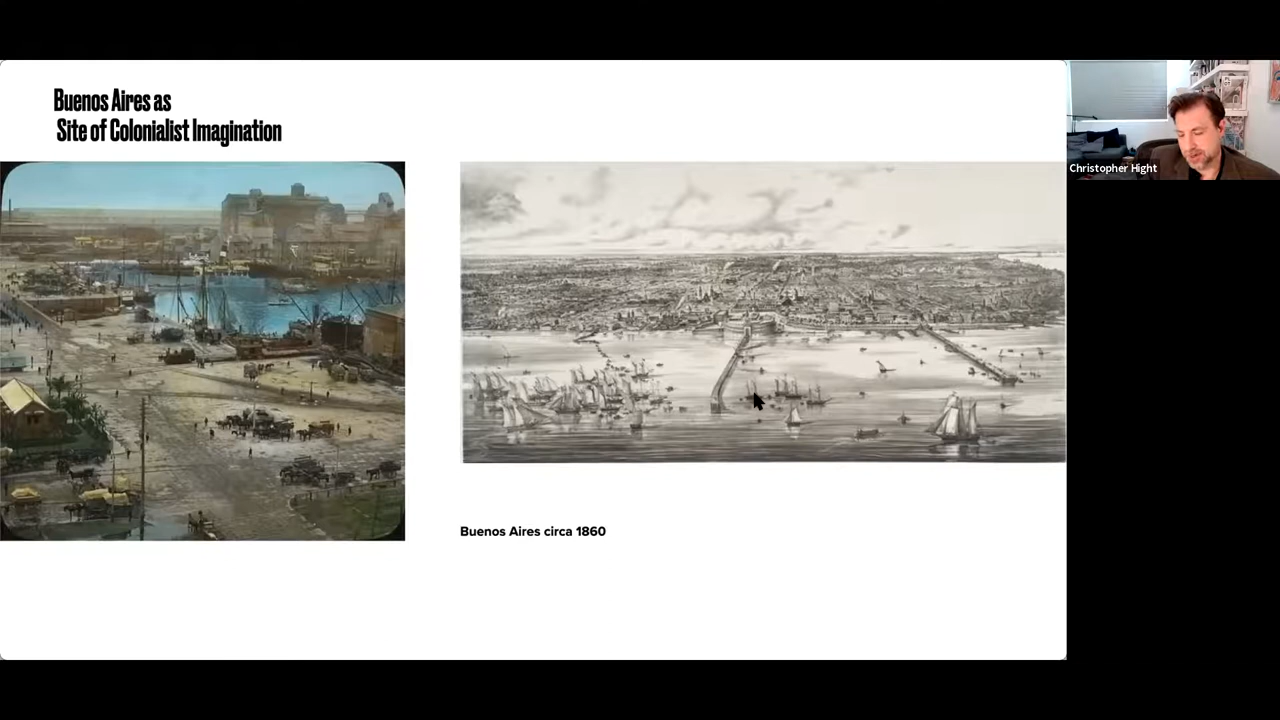 Buenos Aires as
Site of Colonialist Imagination
Christopher Hight
Buenos Aires circa 1860